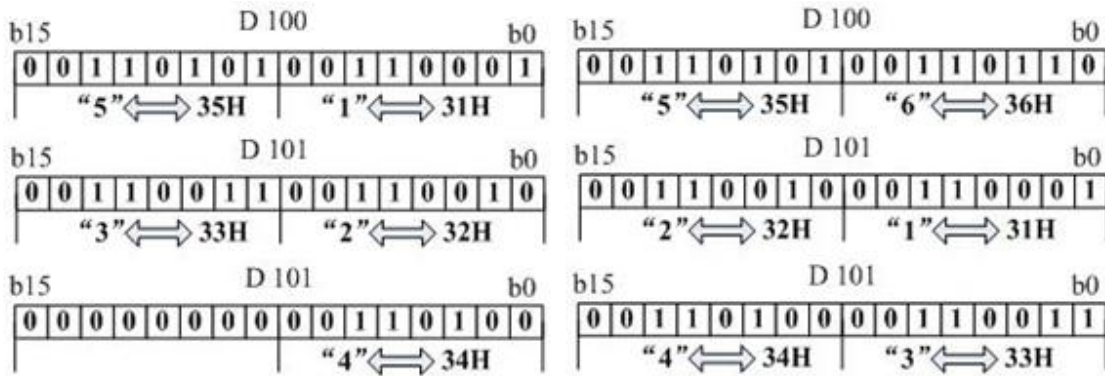 D 100 D 100
b15 b0 b15 b0
0 0 1 1 0 1 0 1 0 0 1 1 0 0 0 1 0 0 1 1 0 1 0 1 0 0 1 1 0 1 1 0
“5” 35H “1” 31H “5” 35H “6” 36H
D 101 D 101
b15 b0 b15 b0
0 0 1 1 0 0 1 1 0 0 1 1 0 0 1 0 0 0 1 1 0 0 1 0 0 0 1 1 0 0 0 1
“3” 33H “2” 32H “2” 32H “1” 31H
D 101 D 101
b15 b0 b15 b0
0 0 0 0 0 0 0 0 0 0 1 1 0 1 0 0 0 0 1 1 0 1 0 0 0 0 1 1 0 0 1 1
“4” 34H “4” 34H “3” 33H